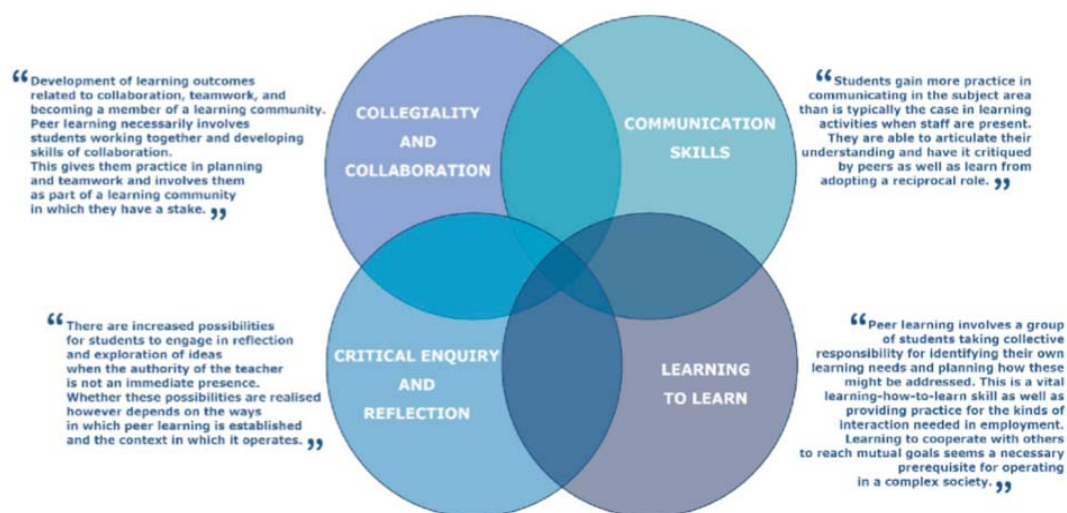 “Development of learning outcomes
related to collaboration, teamwork, and
becoming a member of a learning community.
Peer learning necessarily involves
students working together and developing
skills of collaboration.
This gives them practice in planning
and teamwork and involves them
as part of a learning community
in which they have a stake.”
COLLEGIALITY
AND
COLLABORATION
COMMUNICATION
SKILLS
“Students gain more practice in
communicating in the subject area
than is typically the case in learning
activities when staff are present.
They are able to articulate their
understanding and have it critiqued
by peers as well as learn from
adopting a reciprocal role.”
“There are increased possibilities
for students to engage in reflection
and exploration of ideas
when the authority of the teacher
is not an immediate presence.
Whether these possibilities are realised
however depends on the ways
in which peer learning is established
and the context in which it operates.”
CRITICAL ENQUIRY
AND
REFLECTION
LEARNING
TO LEARN
“Peer learning involves a group
of students taking collective
responsibility for identifying their own
learning needs and planning how these
might be addressed. This is a vital
learning-how-to-learn skill as well as
providing practice for the kinds of
interaction needed in employment.
Learning to cooperate with others
to reach mutual goals seems a necessary
prerequisite for operating
in a complex society.”